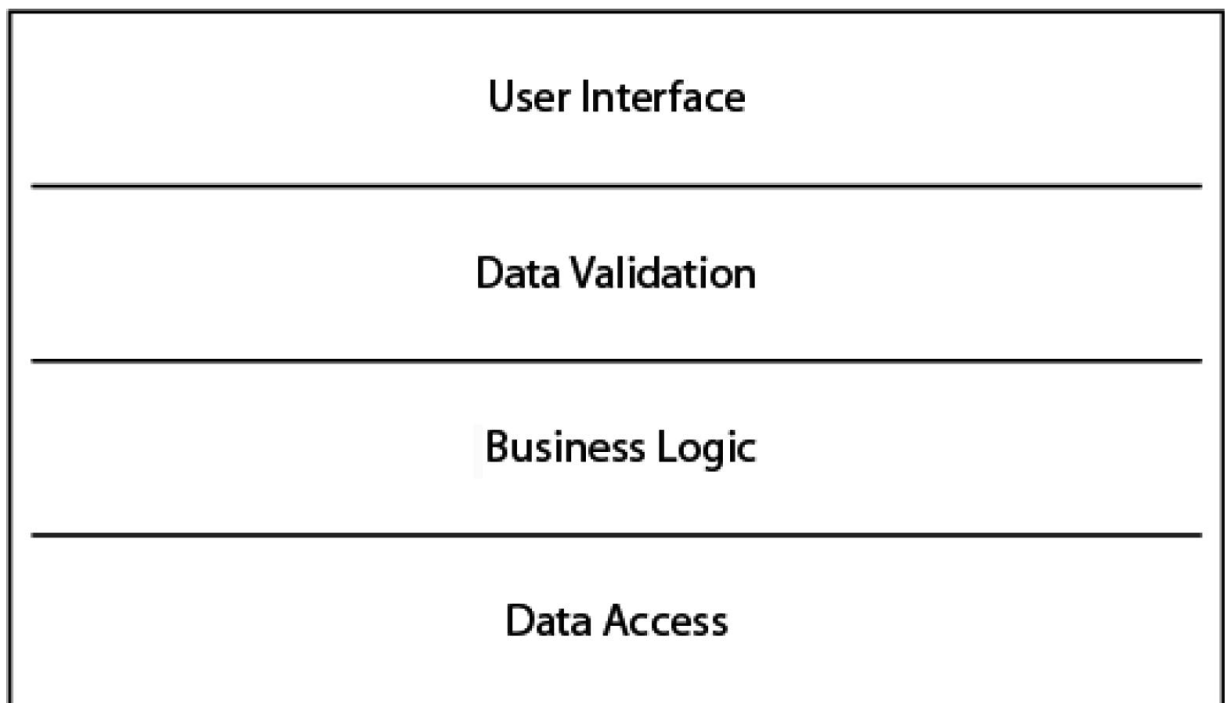 User Interface
Data Validation
Business Logic
Data Access